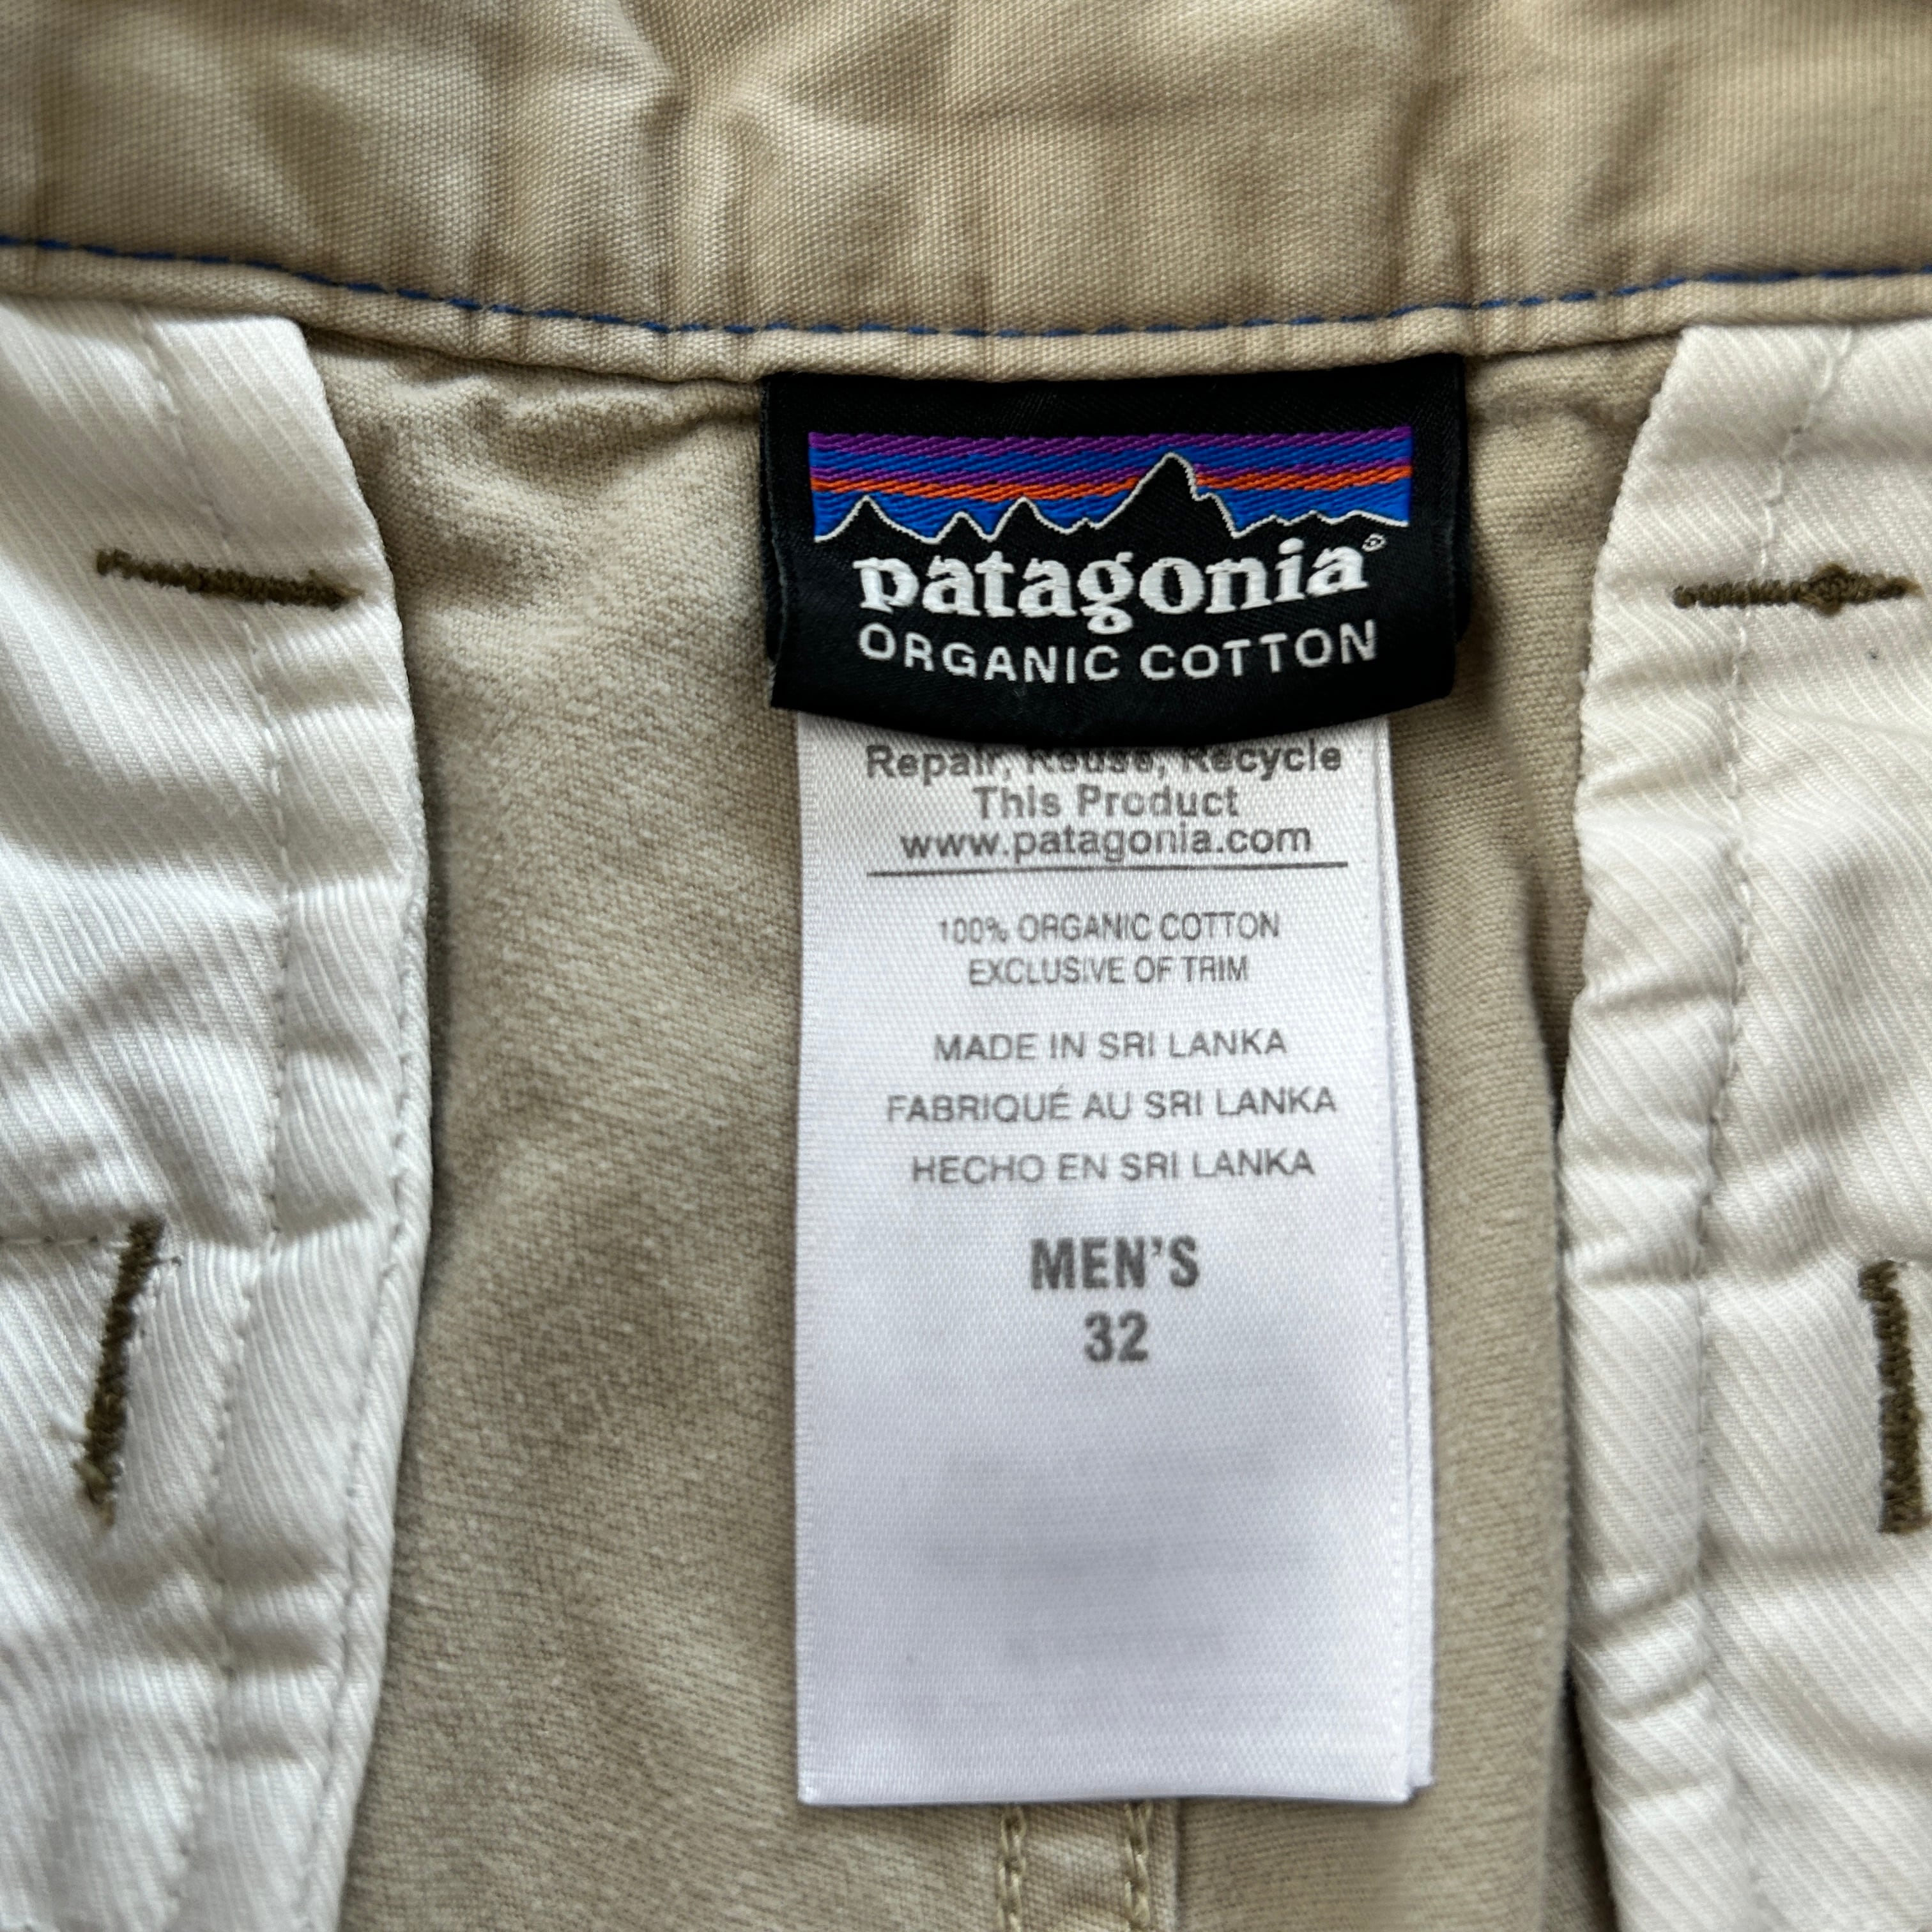 patagonia®
ORGANIC COTTON
Repair, Reuse, Recycle
This Product
www.patagonia.com
100% ORGANIC COTTON
EXCLUSIVE OF TRIM
MADE IN SRI LANKA
FABRIQUÉ AU SRI LANKA
HECHO EN SRI LANKA
MEN'S
32